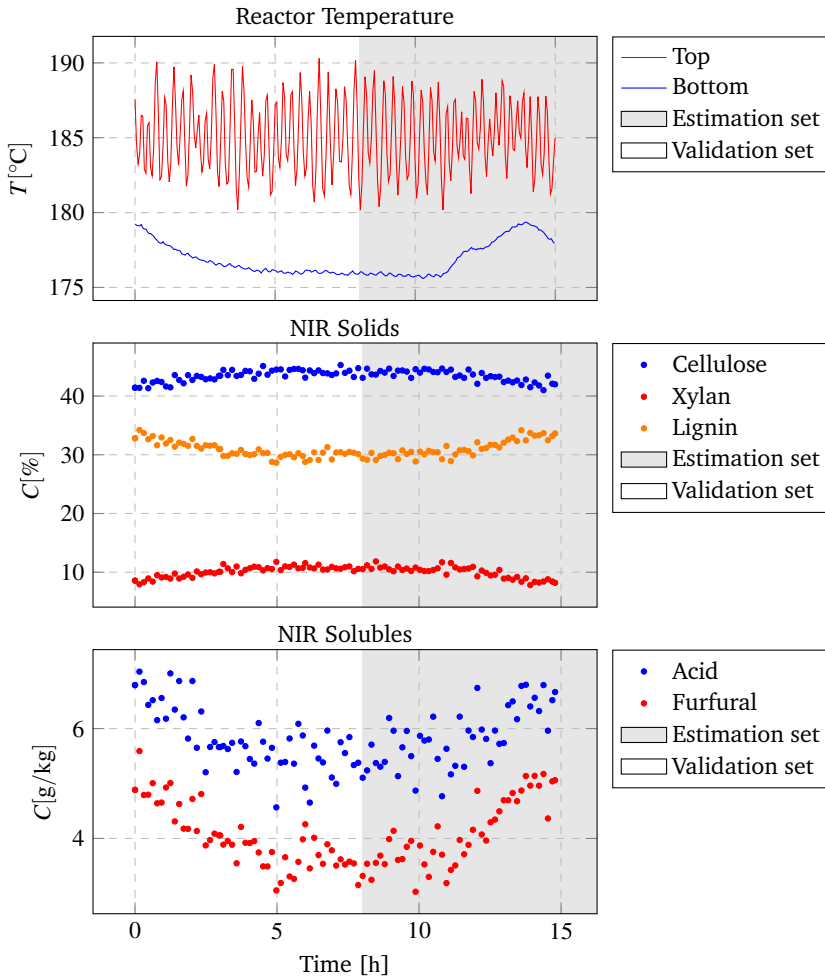 Reactor Temperature
190
185
180
175
T[°C]
Top
Bottom
Estimation set
Validation set
NIR Solids
40
30
20
10
C[%]
Cellulose
Xylan
Lignin
Estimation set
Validation set
NIR Solubles
6
4
C[g/kg]
Acid
Furfural
Estimation set
Validation set
0 5 10 15
Time [h]